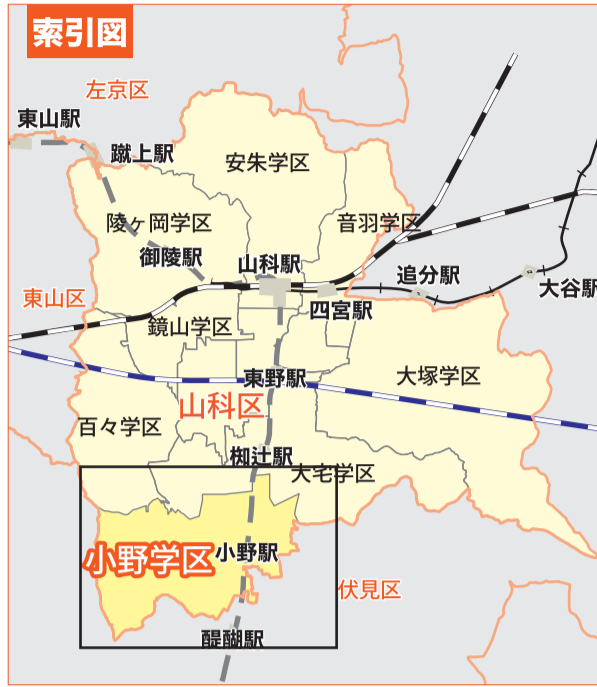 索引図
左京区
東山駅
蹴上駅
安朱学区
陵ヶ岡学区
音羽学区
御陵駅
山科駅
追分駅
大谷駅
東山区
四宮駅
鏡山学区
東野駅
大塚学区
山科区
百々学区
椥辻駅
大宅学区
小野学区
小野駅
伏見区
醍醐駅